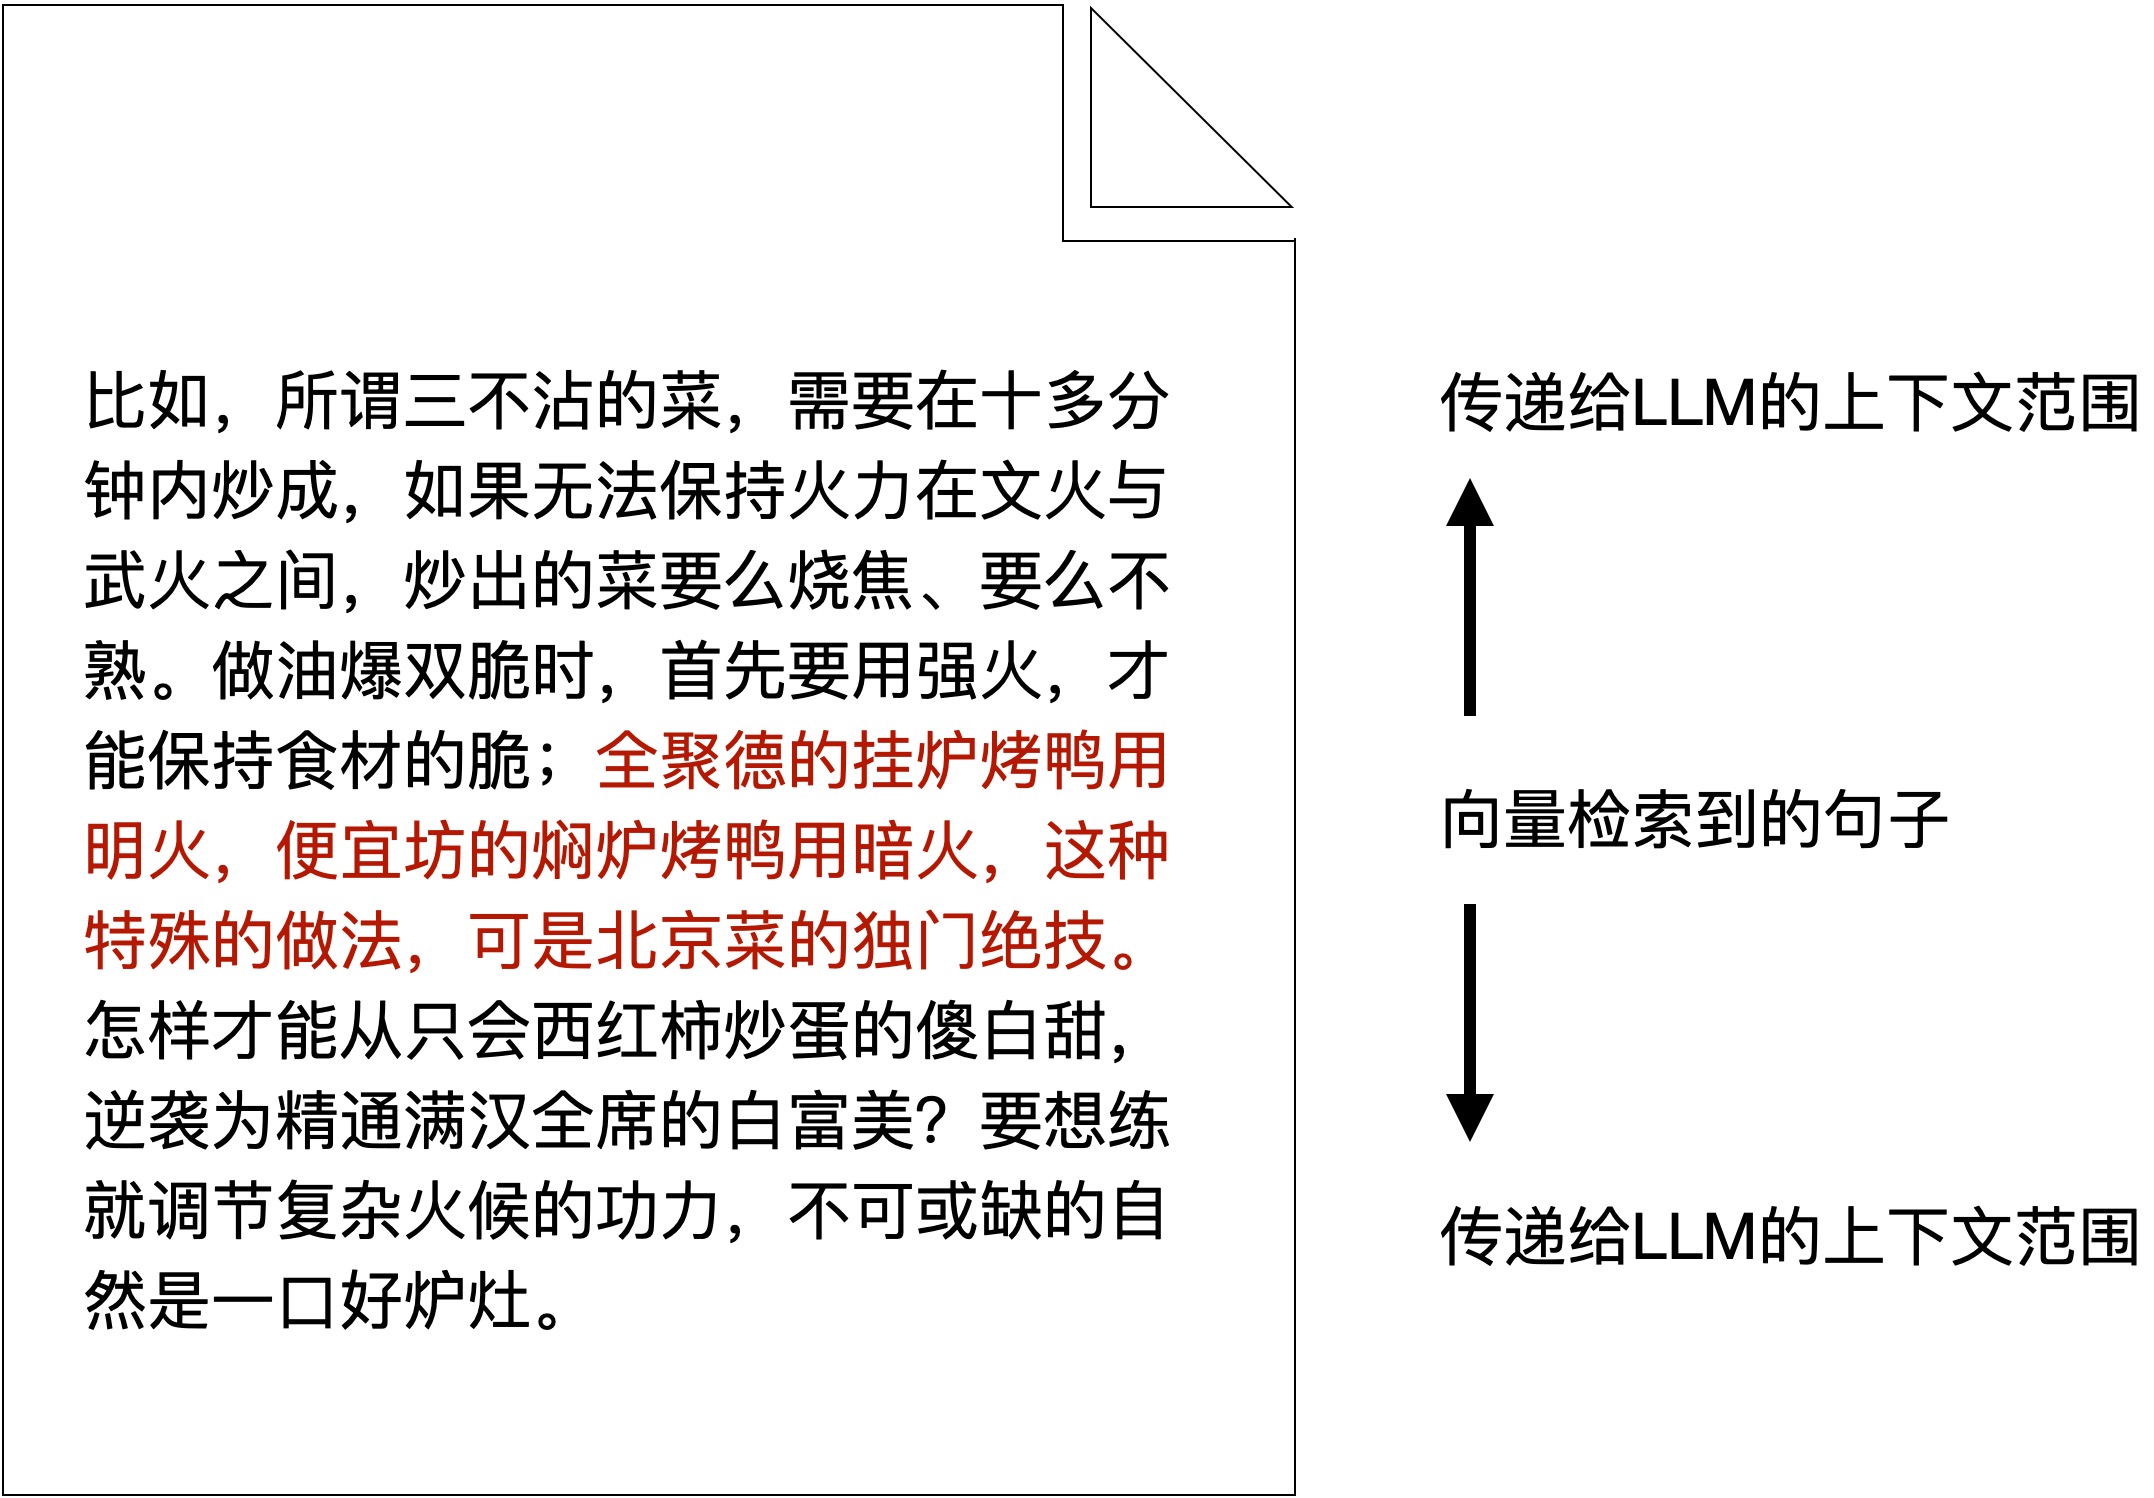 比如，所谓三不沾的菜，需要在十多分
钟内炒成，如果无法保持火力在文火与
武火之间，炒出的菜要么烧焦、要么不
熟。做油爆双脆时，首先要用强火，才
能保持食材的脆；全聚德的挂炉烤鸭用
明火，便宜坊的焖炉烤鸭用暗火，这种
特殊的做法，可是北京菜的独门绝技。
怎样才能从只会西红柿炒蛋的傻白甜，
逆袭为精通满汉全席的白富美？要想练
就调节复杂火候的功力，不可或缺的自
然是一口好炉灶。
传递给LLM的上下文范围
向量检索到的句子
传递给LLM的上下文范围